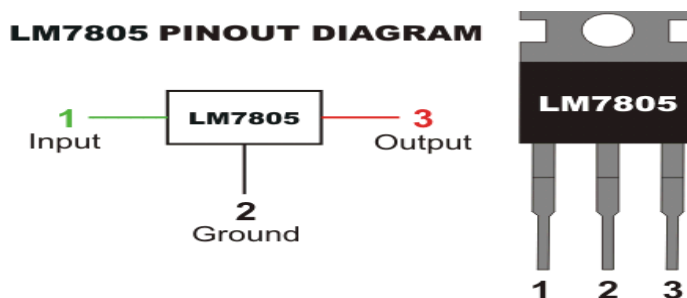 LM7805 PINOUT DIAGRAM
1
Input
LM7805
3
Output
2
Ground
LM7805
1 2 3